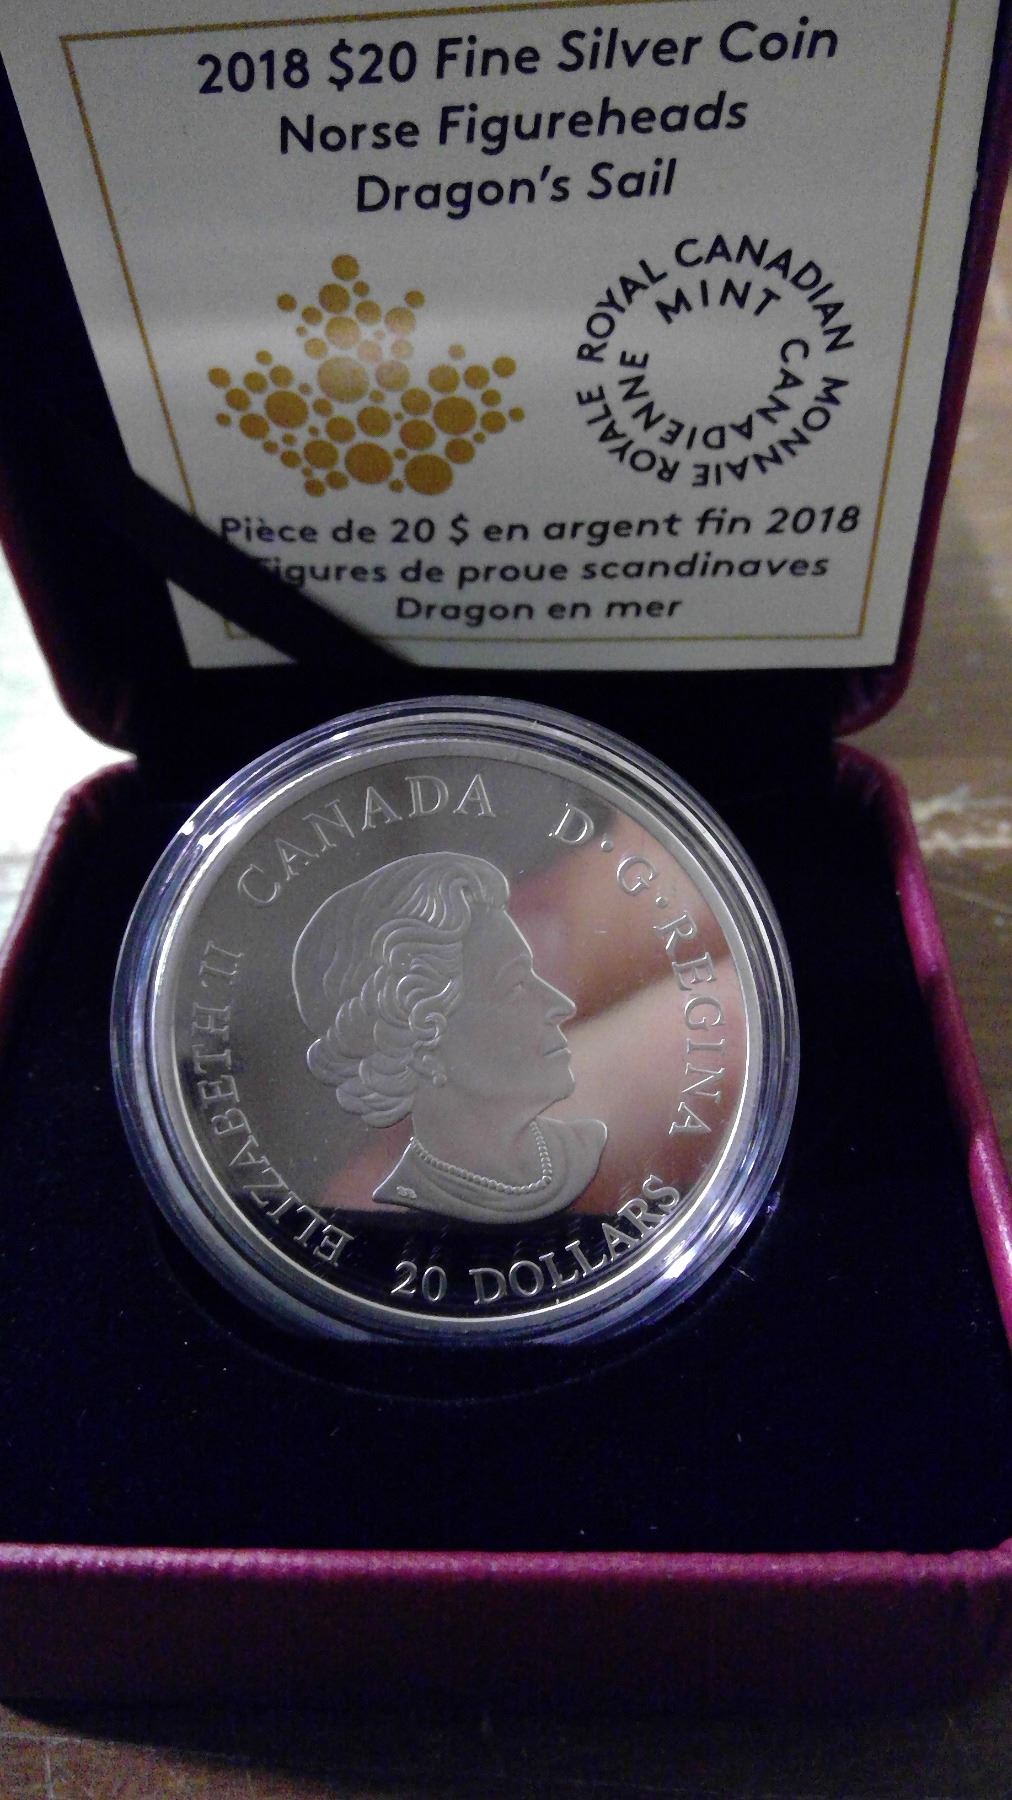 2018 $20 Fine Silver Coin
Norse Figureheads
Dragon's Sail
ROYAL CANADIAN MINT
MONNAIE ROYALE CANADIENNE
Pièce de 20 $ en argent fin 2018
Figures de proue scandinaves
Dragon en mer
ELIZABETH II CANADA D·G·REGINA
20 DOLLARS